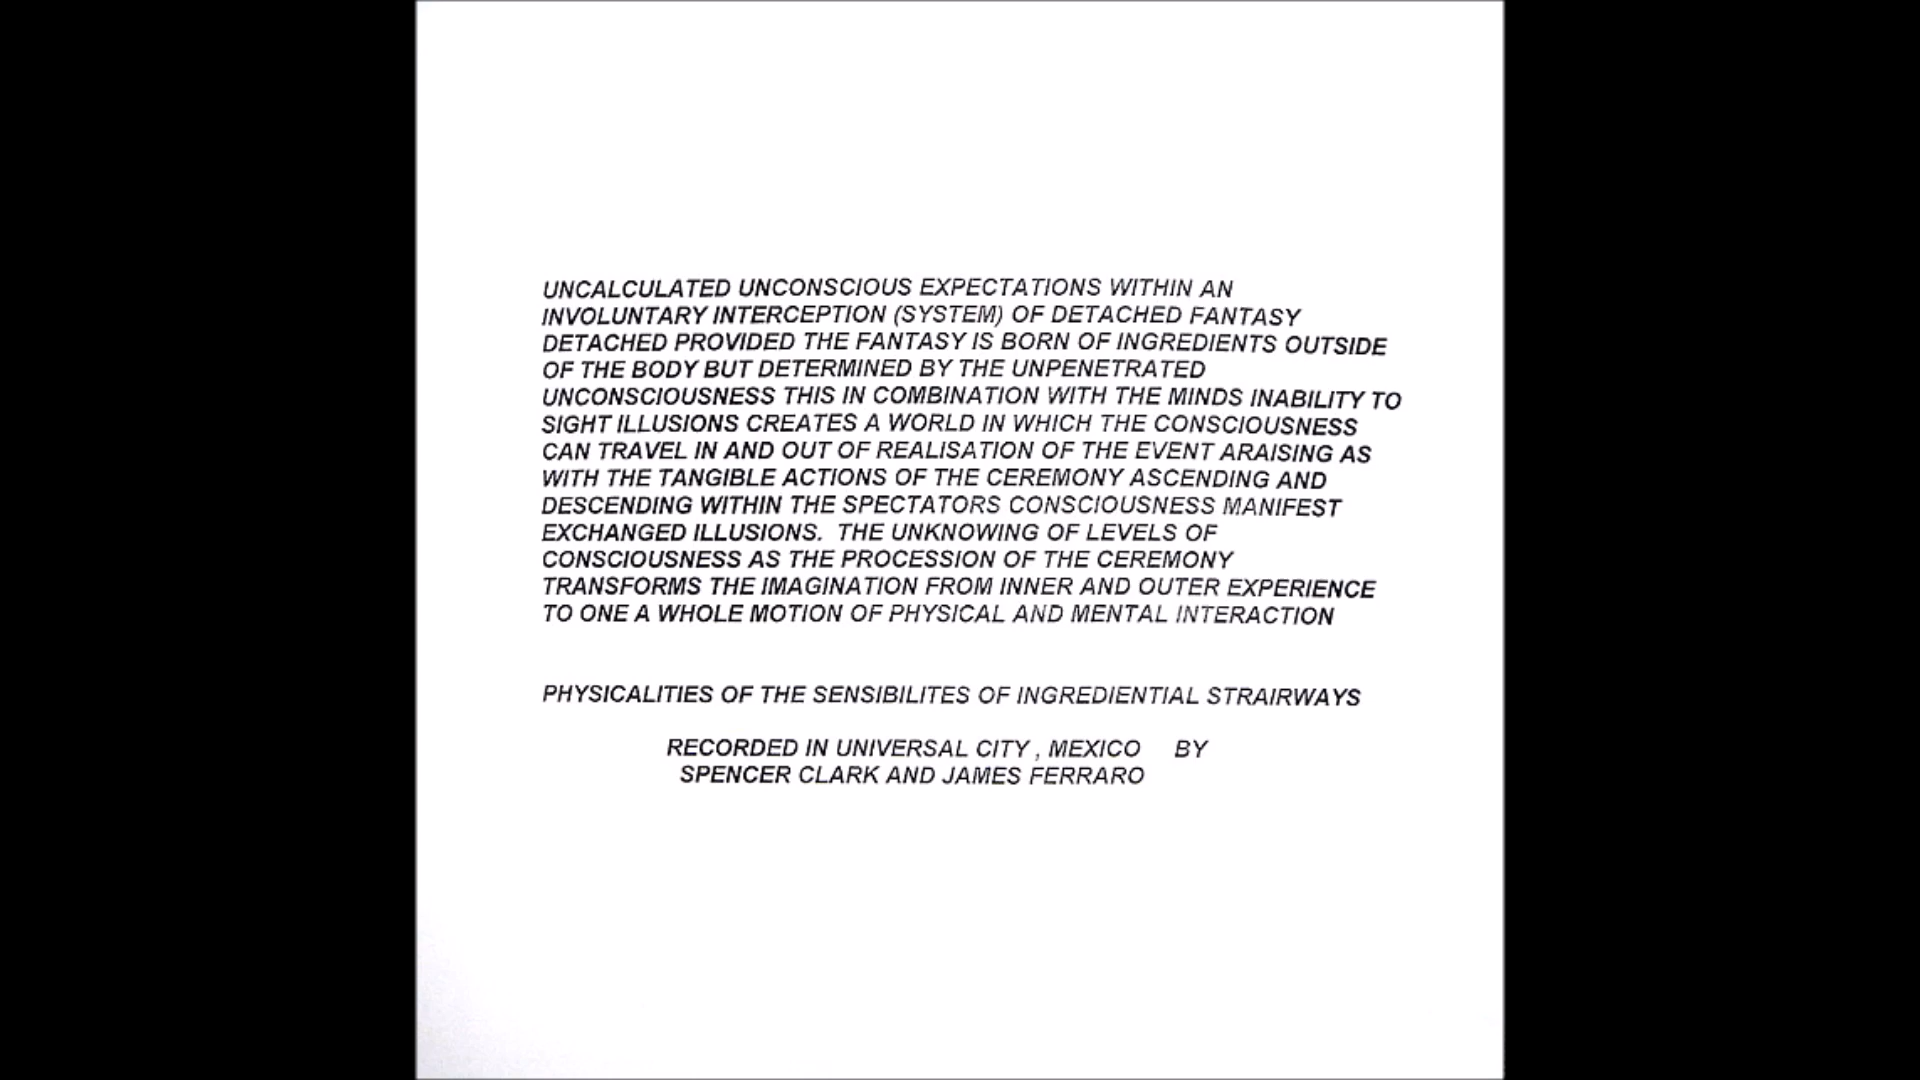 UNCALCULATED UNCONSCIOUS EXPECTATIONS WITHIN AN
INVOLUNTARY INTERCEPTION (SYSTEM) OF DETACHED FANTASY
DETACHED PROVIDED THE FANTASY IS BORN OF INGREDIENTS OUTSIDE
OF THE BODY BUT DETERMINED BY THE UNPENETRATED
UNCONSCIOUSNESS THIS IN COMBINATION WITH THE MINDS INABILITY TO
SIGHT ILLUSIONS CREATES A WORLD IN WHICH THE CONSCIOUSNESS
CAN TRAVEL IN AND OUT OF REALISATION OF THE EVENT ARAISING AS
WITH THE TANGIBLE ACTIONS OF THE CEREMONY ASCENDING AND
DESCENDING WITHIN THE SPECTATORS CONSCIOUSNESS MANIFEST
EXCHANGED ILLUSIONS. THE UNKNOWING OF LEVELS OF
CONSCIOUSNESS AS THE PROCESSION OF THE CEREMONY
TRANSFORMS THE IMAGINATION FROM INNER AND OUTER EXPERIENCE
TO ONE A WHOLE MOTION OF PHYSICAL AND MENTAL INTERACTION
PHYSICALITIES OF THE SENSIBILITES OF INGREDIENTIAL STRAIRWAYS
RECORDED IN UNIVERSAL CITY , MEXICO BY
SPENCER CLARK AND JAMES FERRARO